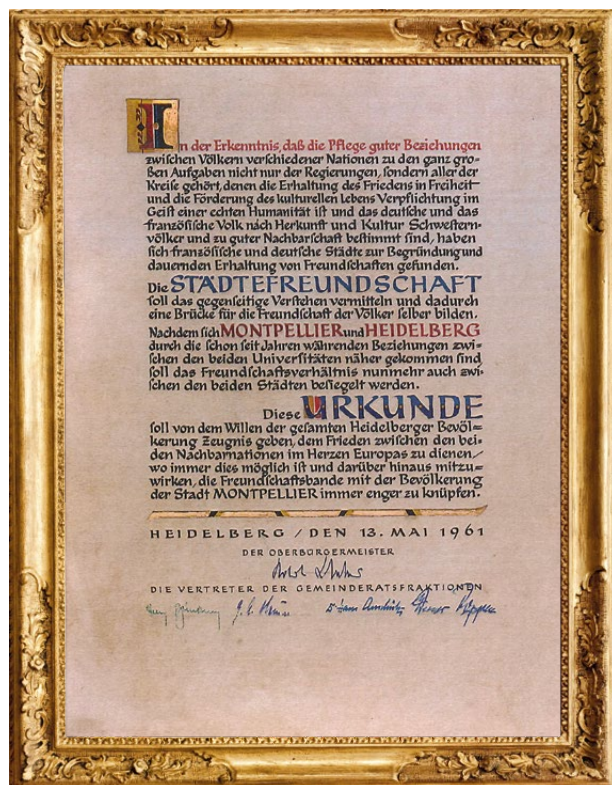 In der Erkenntnis, daß die Pflege guter Beziehungen
zwischen Völkern verschiedener Nationen zu den ganz gro-
ßen Aufgaben nicht nur der Regierungen, sondern aller der
Kreise gehört, denen die Erhaltung des Friedens in Freiheit
und die Förderung des kulturellen Lebens Verpflichtung im
Geist einer echten Humanität ist und das deutsche und das
französische Volk nach Herkunft und Kultur Schwestern-
völker und zu guter Nachbarschaft bestimmt sind, haben
sich französische und deutsche Städte zur Begründung und
dauernden Erhaltung von Freundschaften gefunden.
Die STÄDTEFREUNDSCHAFT
soll das gegenseitige Verstehen vermitteln und dadurch
eine Brücke für die Freundschaft der Völker selber bilden.
Nachdem sich MONTPELLIER und HEIDELBERG
durch die schon seit Jahren währenden Beziehungen zwi-
schen den beiden Universitäten näher gekommen sind
soll das Freundschaftsverhältnis nunmehr auch zwi-
schen den beiden Städten besiegelt werden.
Diese URKUNDE
soll von dem Willen der gesamten Heidelberger Bevöl=
kerung Zeugnis geben, dem Frieden zwischen den bei-
den Nachbarnationen im Herzen Europas zu dienen/
wo immer dies möglich ist und darüber hinaus mitzu=
wirken, die Freundschaftsbande mit der Bevölkerung
der Stadt MONTPELLIER immer enger zu knüpfen.
HEIDELBERG / DEN 13. MAI 1961
DER OBERBÜRGERMEISTER
DIE VERTRETER DER GEMEINDERATSFRAKTIONEN